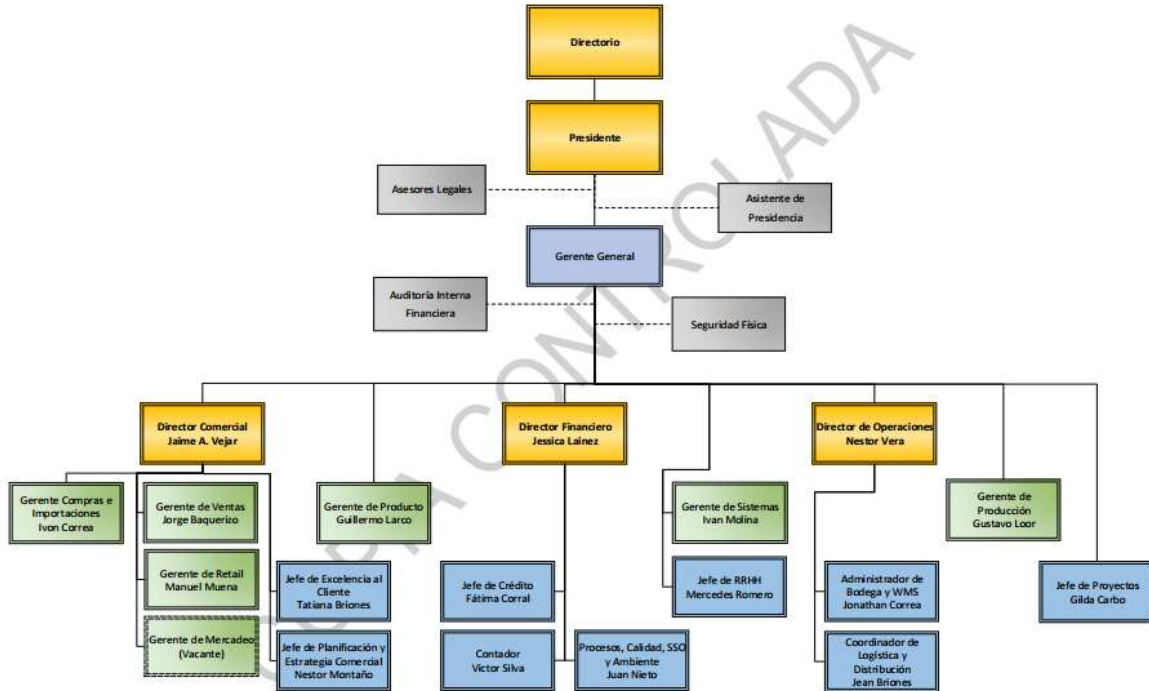 Directorio
Presidente
Asesores Legales
Asistente de
Presidencia
Gerente General
Auditoría Interna
Financiera
Seguridad Física
Director Comercial
Jaime A. Vejar
Director Financiero
Jessica Lainez
Director de Operaciones
Nestor Vera
Gerente Compras e
Importaciones
Ivon Correa
Gerente de Ventas
Jorge Baquerizo
Gerente de Producto
Guillermo Larco
Gerente de Sistemas
Ivan Molina
Gerente de
Producción
Gustavo Loor
Gerente de Retail
Manuel Muena
Jefe de Excelencia al
Cliente
Tatiana Briones
Jefe de Crédito
Fátima Corral
Jefe de RRHH
Mercedes Romero
Administrador de
Bodega y WMS
Jonathan Correa
Jefe de Proyectos
Gilda Carbo
Gerente de Mercadeo
(Vacante)
Jefe de Planificación y
Estrategia Comercial
Nestor Montaño
Contador
Victor Silva
Procesos, Calidad, SSO
y Ambiente
Juan Nieto
Coordinador de
Logística y
Distribución
Jean Briones
COPIA CONTROLADA